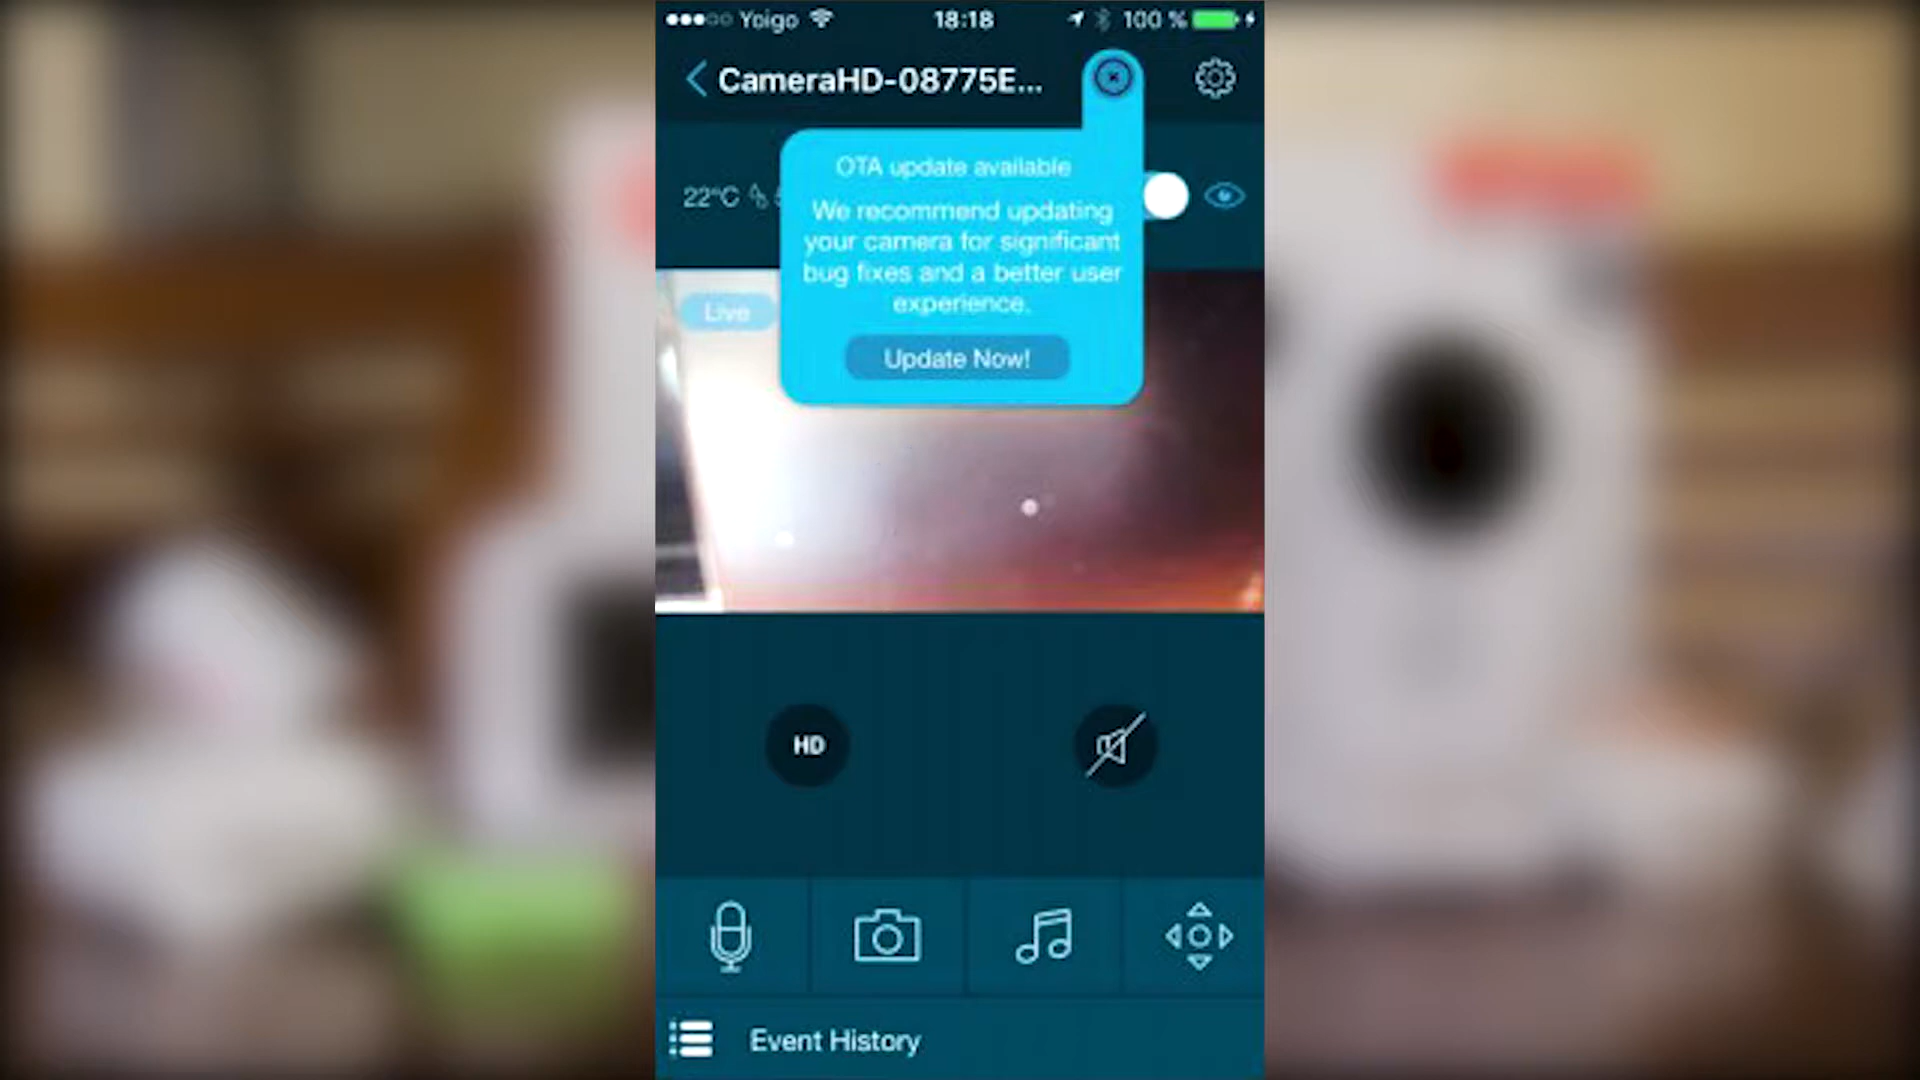 Yoigo 18:18 100 %
CameraHD-08775E...
OTA update available
22°C
We recommend updating
your camera for significant
bug fixes and a better user
experience.
Live
Update Now!
HD
Event History